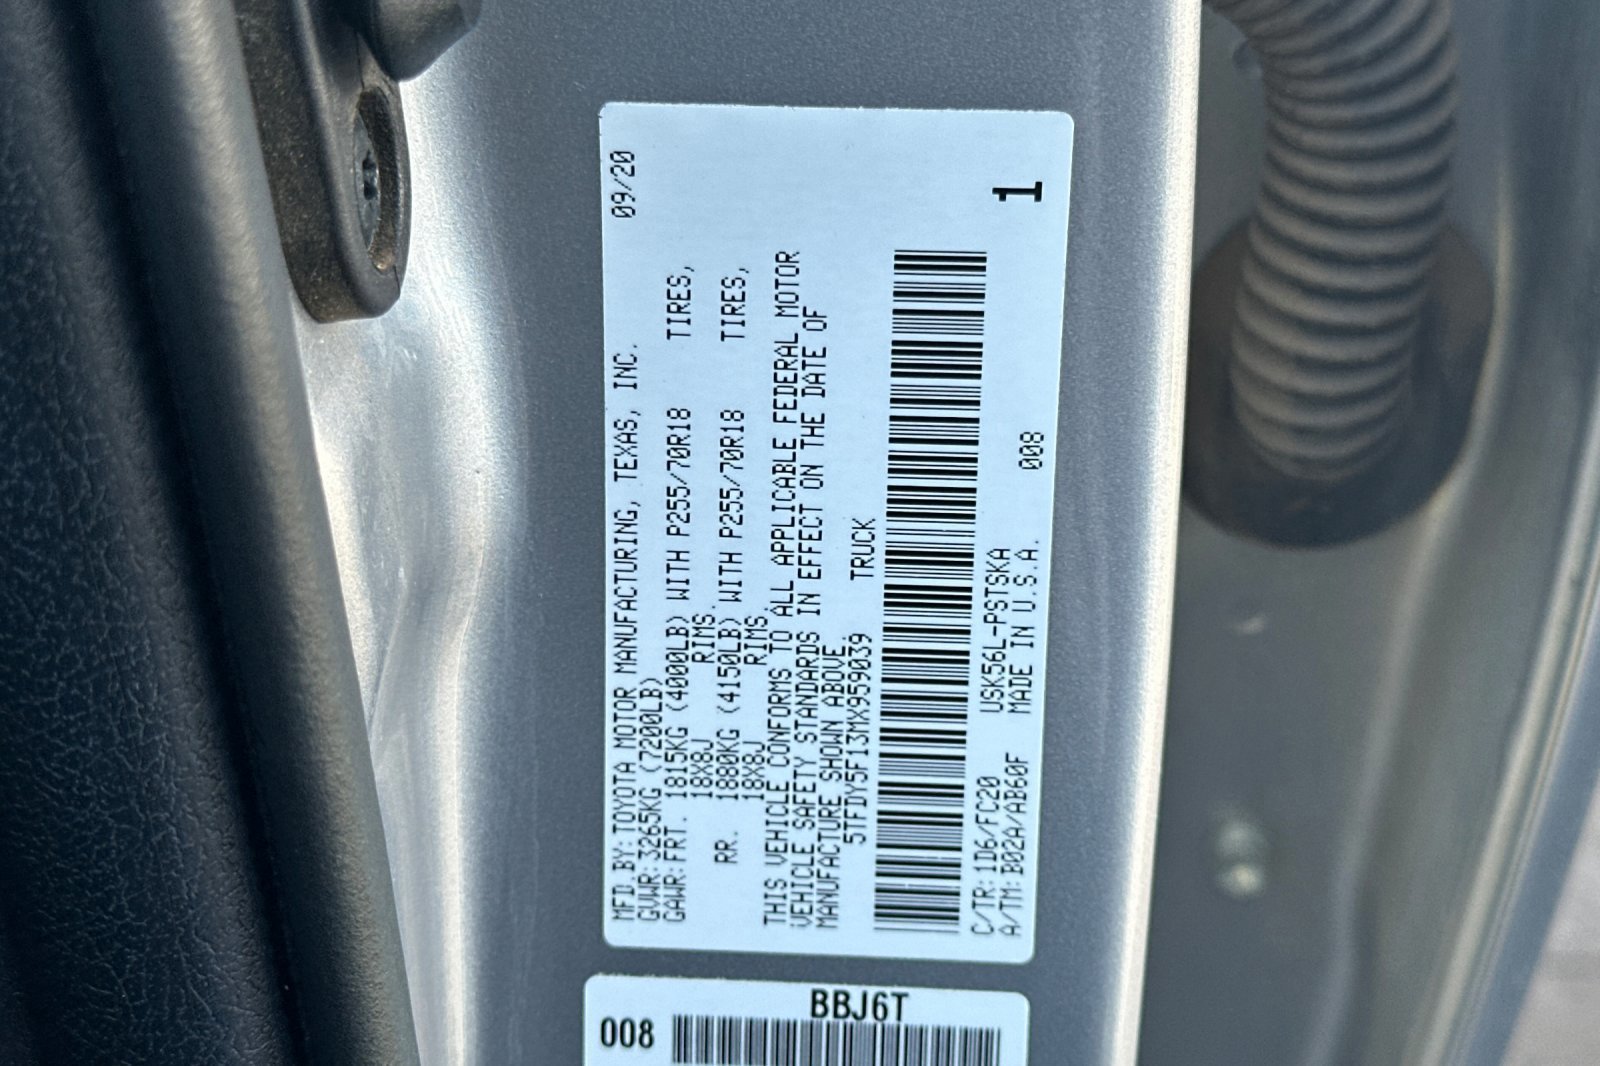 MFD.BY: TOYOTA MOTOR MANUFACTURING, TEXAS, INC. 09/20
GVWR: 3265KG (7200LB)
GAWR: FRT. 1815KG (4000LB) WITH P255/70R18 TIRES,
18X8J RIMS.
RR. 1880KG (4150LB) WITH P255/70R18 TIRES,
18X8J RIMS.
THIS VEHICLE CONFORMS TO ALL APPLICABLE FEDERAL MOTOR
VEHICLE SAFETY STANDARDS IN EFFECT ON THE DATE OF
MANUFACTURE SHOWN ABOVE.
5TFDY5F13MX959039 TRUCK
C/TR: 1D6/FC20 USK56L-PSTSKA
A/TM: B02A/AB60F MADE IN U.S.A. 008 1
008 BBJ6T